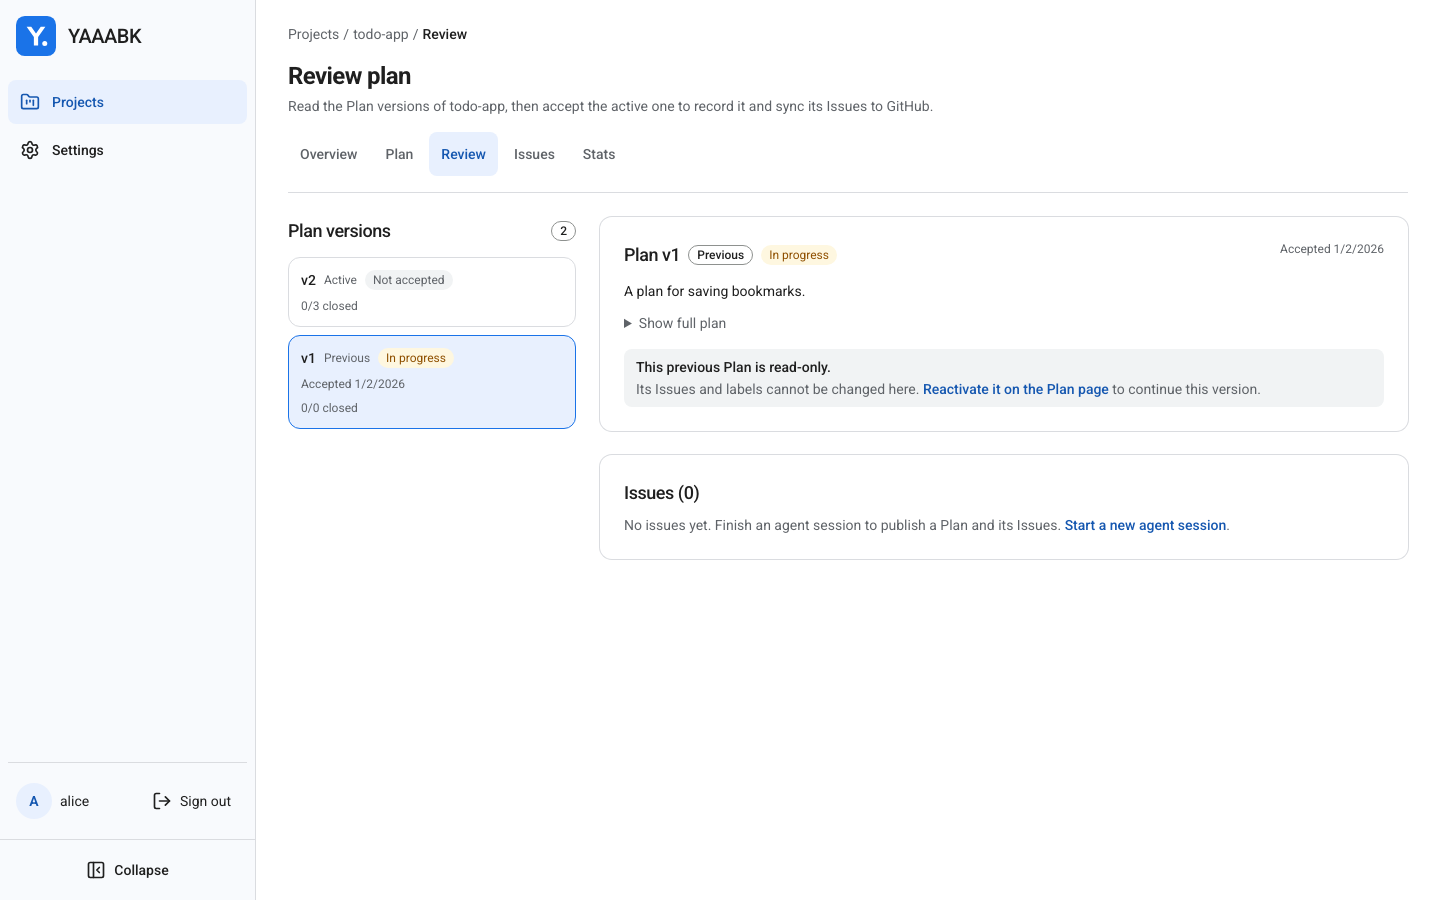 Y.
YAAABK
Projects
Settings
alice
Sign out
Collapse
Projects / todo-app / Review
Review plan
Read the Plan versions of todo-app, then accept the active one to record it and sync its Issues to GitHub.
Overview Plan Review Issues Stats
Plan versions 2
v2 Active Not accepted
0/3 closed
v1 Previous In progress
Accepted 1/2/2026
0/0 closed
Plan v1 Previous In progress Accepted 1/2/2026
A plan for saving bookmarks.
Show full plan
This previous Plan is read-only.
Its Issues and labels cannot be changed here. Reactivate it on the Plan page to continue this version.
Issues (0)
No issues yet. Finish an agent session to publish a Plan and its Issues. Start a new agent session.
A